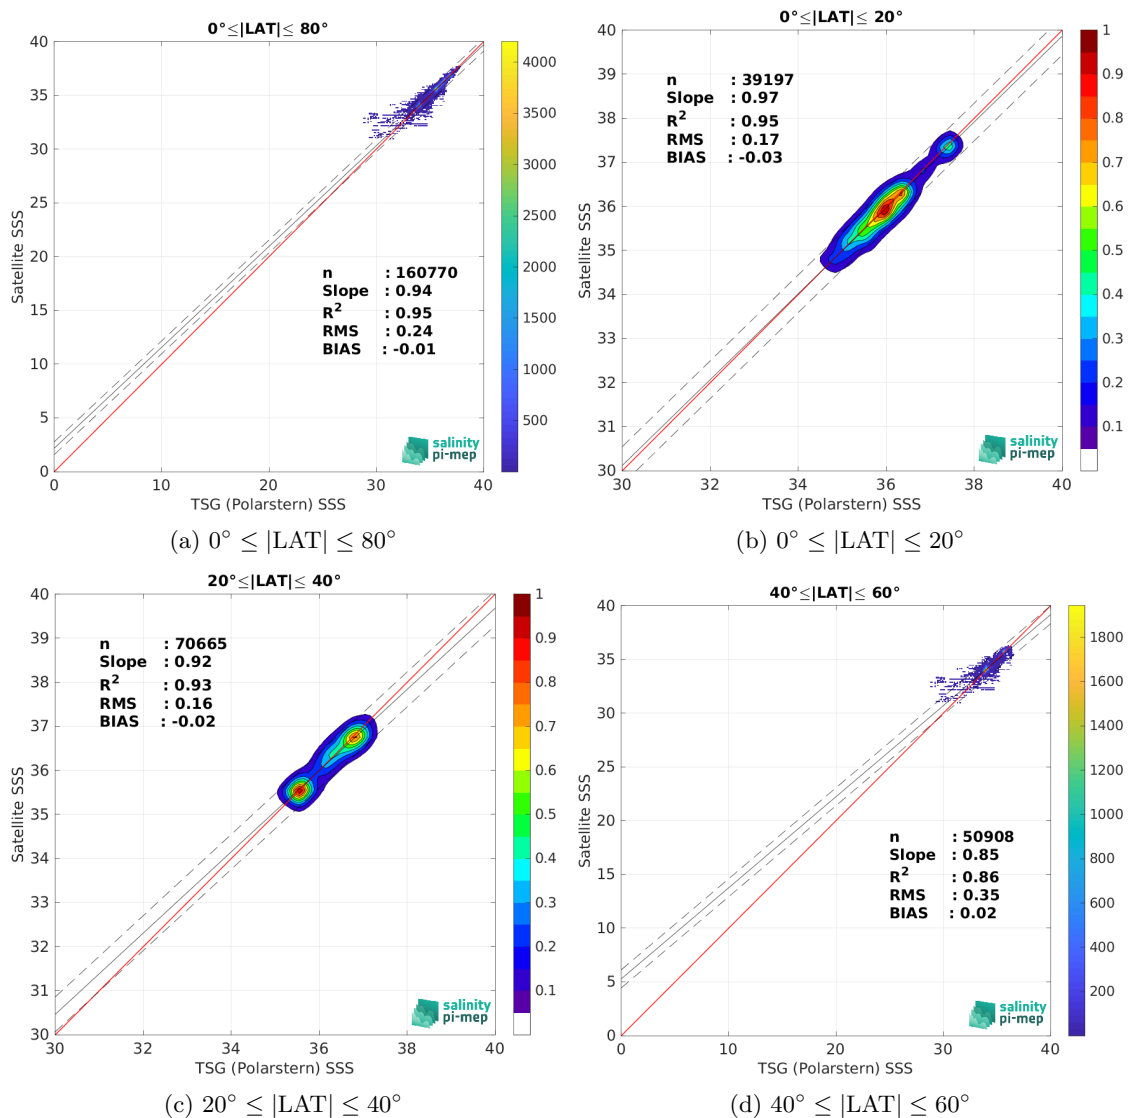 0°≤|LAT|≤ 80°
40
35
30
25
20
15
10
5
0
Satellite SSS
n : 160770
Slope : 0.94
R² : 0.95
RMS : 0.24
BIAS : -0.01
salinity
pi-mep
0 10 20 30 40
TSG (Polarstern) SSS
4000
3500
3000
2500
2000
1500
1000
500
(a) 0° ≤ |LAT| ≤ 80°
0°≤|LAT|≤ 20°
40
39
38
37
36
35
34
33
32
31
30
Satellite SSS
n : 39197
Slope : 0.97
R² : 0.95
RMS : 0.17
BIAS : -0.03
salinity
pi-mep
30 32 34 36 38 40
TSG (Polarstern) SSS
1
0.9
0.8
0.7
0.6
0.5
0.4
0.3
0.2
0.1
(b) 0° ≤ |LAT| ≤ 20°
20°≤|LAT|≤ 40°
40
39
38
37
36
35
34
33
32
31
30
Satellite SSS
n : 70665
Slope : 0.92
R² : 0.93
RMS : 0.16
BIAS : -0.02
salinity
pi-mep
30 32 34 36 38 40
TSG (Polarstern) SSS
1
0.9
0.8
0.7
0.6
0.5
0.4
0.3
0.2
0.1
(c) 20° ≤ |LAT| ≤ 40°
40°≤|LAT|≤ 60°
40
35
30
25
20
15
10
5
0
Satellite SSS
n : 50908
Slope : 0.85
R² : 0.86
RMS : 0.35
BIAS : 0.02
salinity
pi-mep
0 10 20 30 40
TSG (Polarstern) SSS
1800
1600
1400
1200
1000
800
600
400
200
(d) 40° ≤ |LAT| ≤ 60°